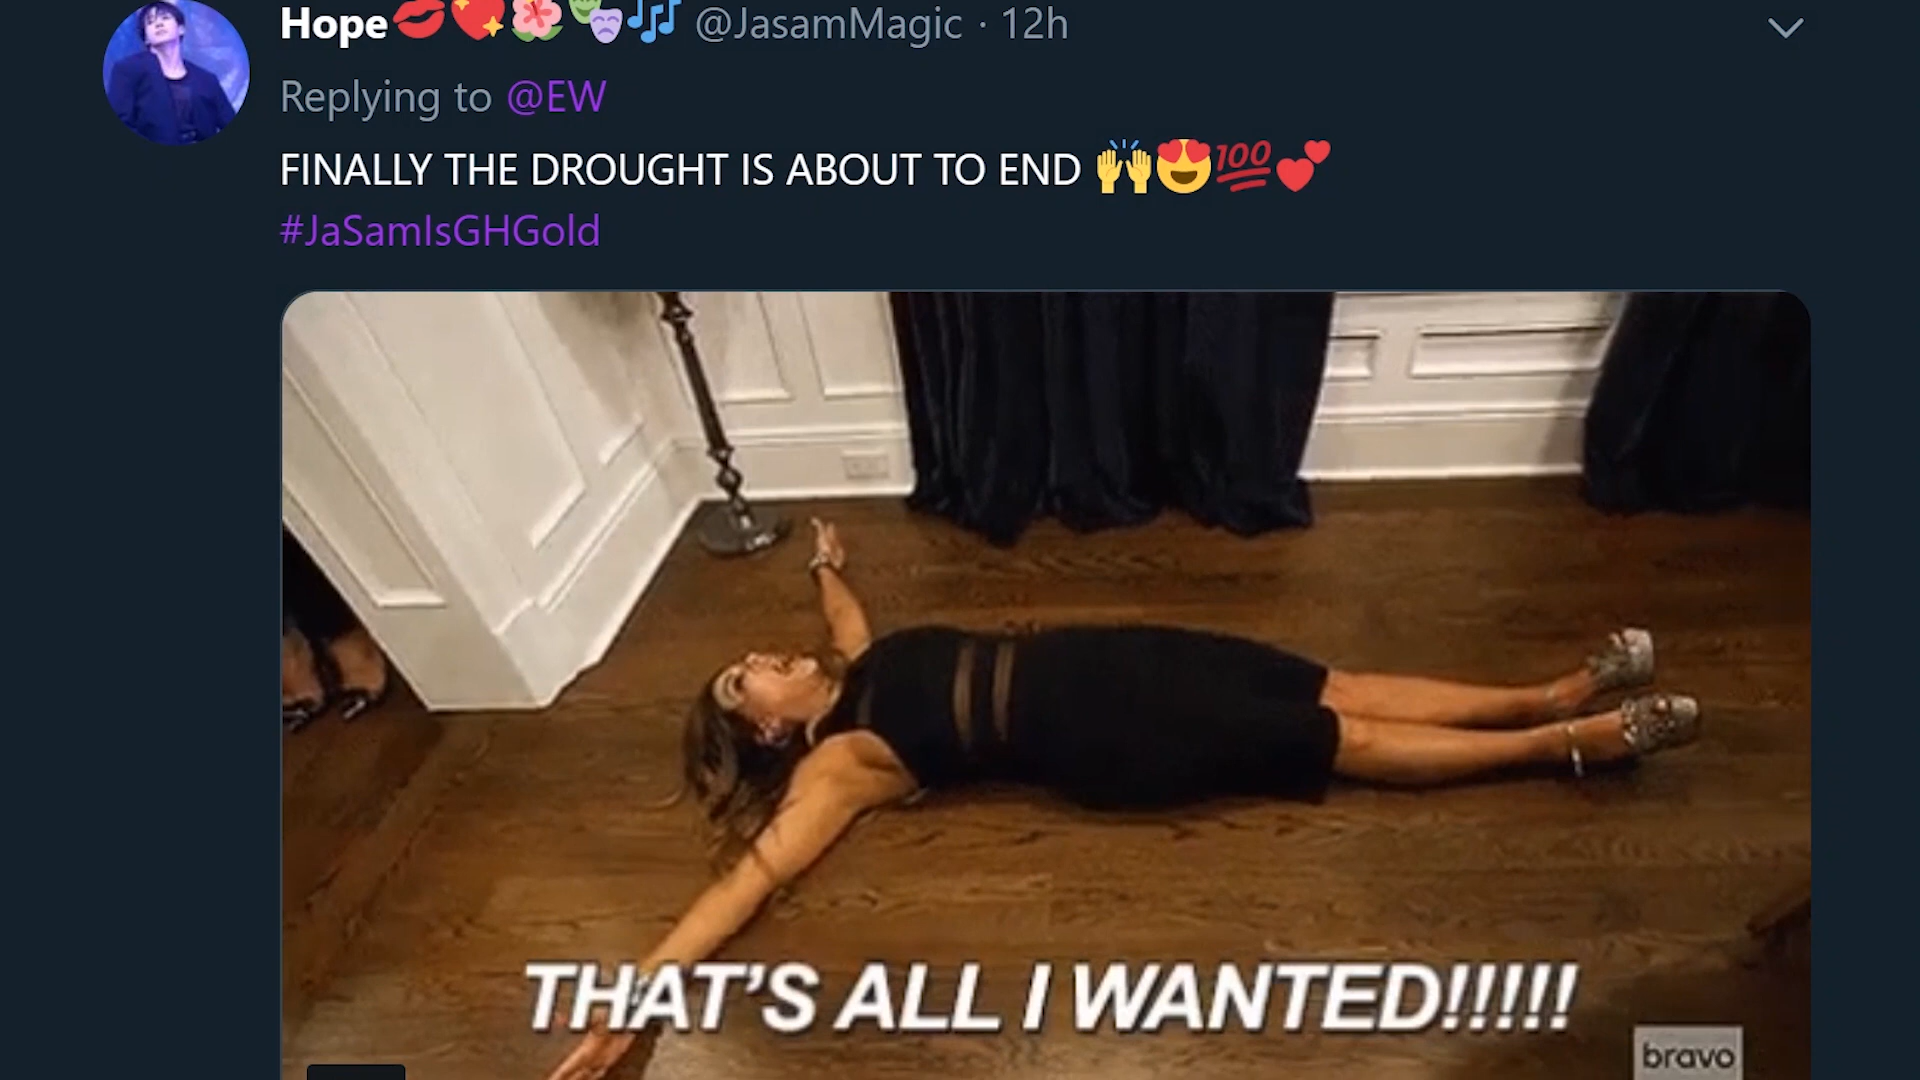 Hope💋💖🌺🎭🎶 @JasamMagic · 12h
Replying to @EW
FINALLY THE DROUGHT IS ABOUT TO END 🙌😍💯💕
#JaSamIsGHGold
THAT'S ALL I WANTED!!!!!
bravo